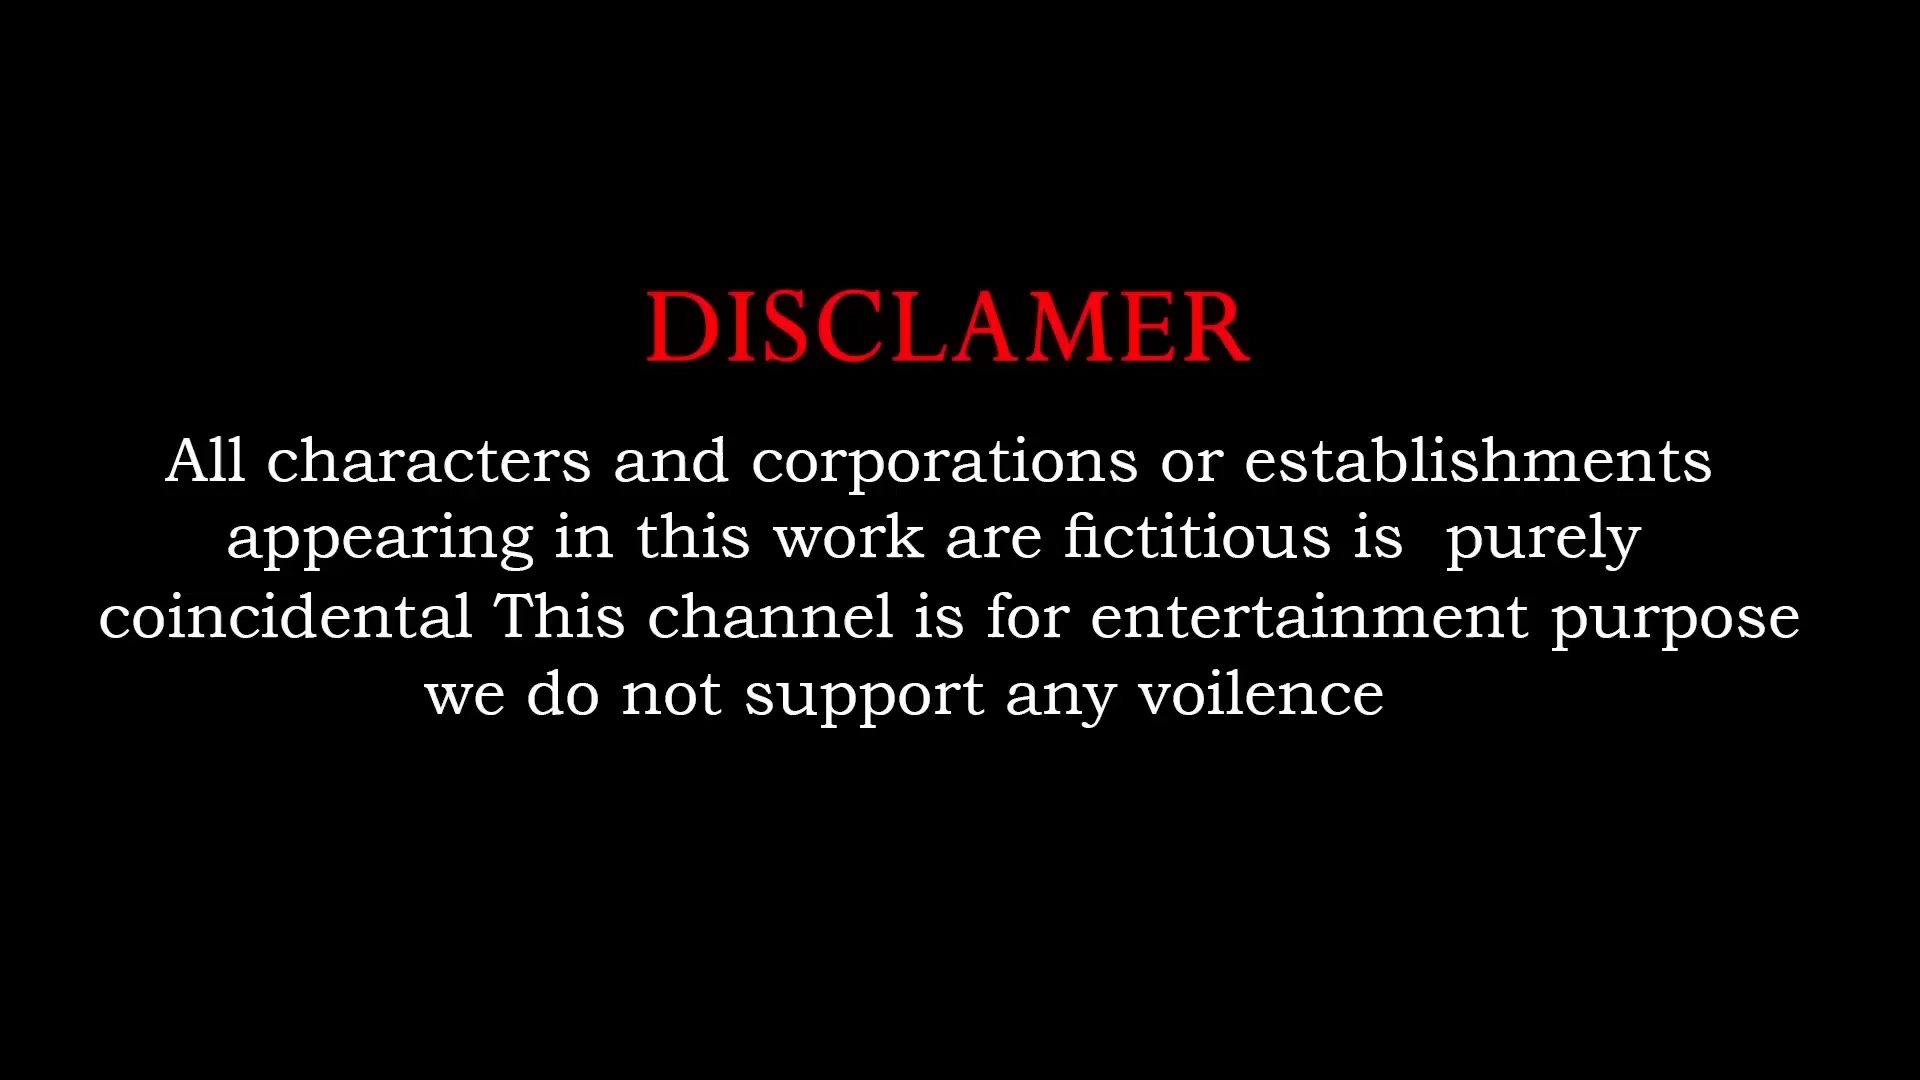 DISCLAMER
All characters and corporations or establishments
appearing in this work are fictitious is  purely
coincidental This channel is for entertainment purpose
we do not support any voilence